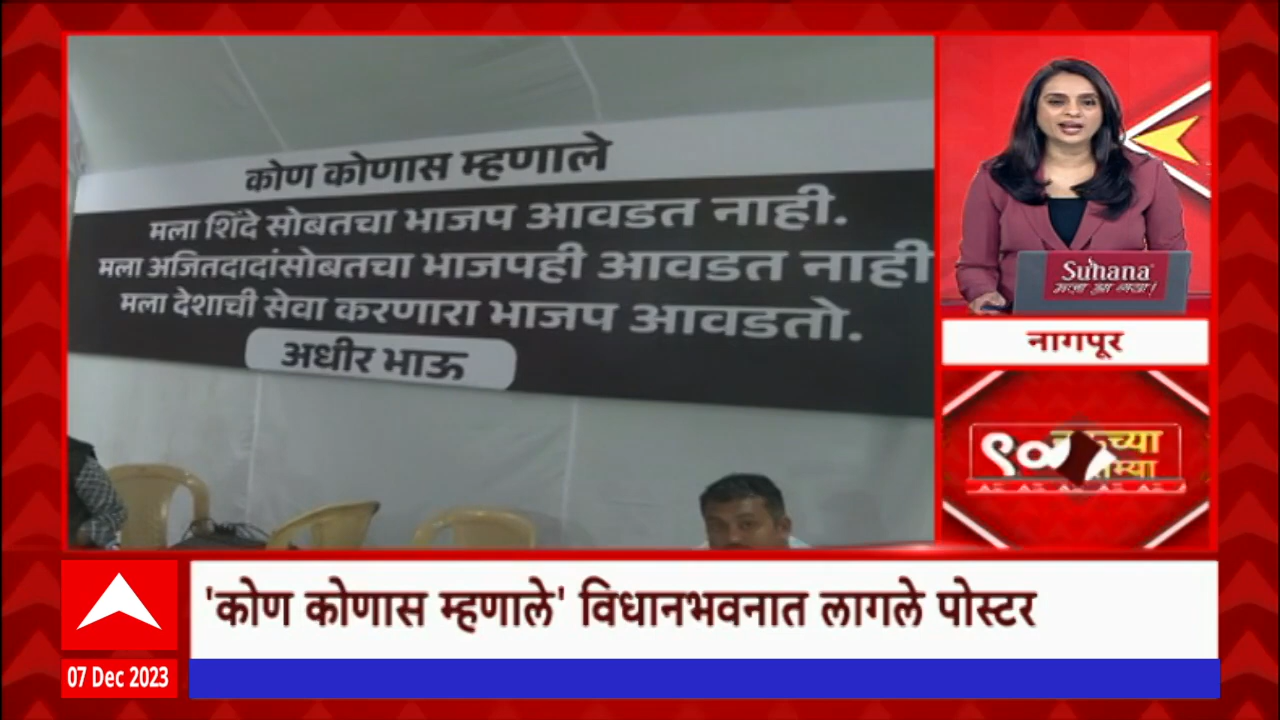 कोण कोणास म्हणाले
मला शिंदे सोबतचा भाजप आवडत नाही.
मला अजितदादांसोबतचा भाजपही आवडत नाही
मला देशाची सेवा करणारा भाजप आवडतो.
अधीर भाऊ
Suhana
नागपूर
'कोण कोणास म्हणाले' विधानभवनात लागले पोस्टर
07 Dec 2023